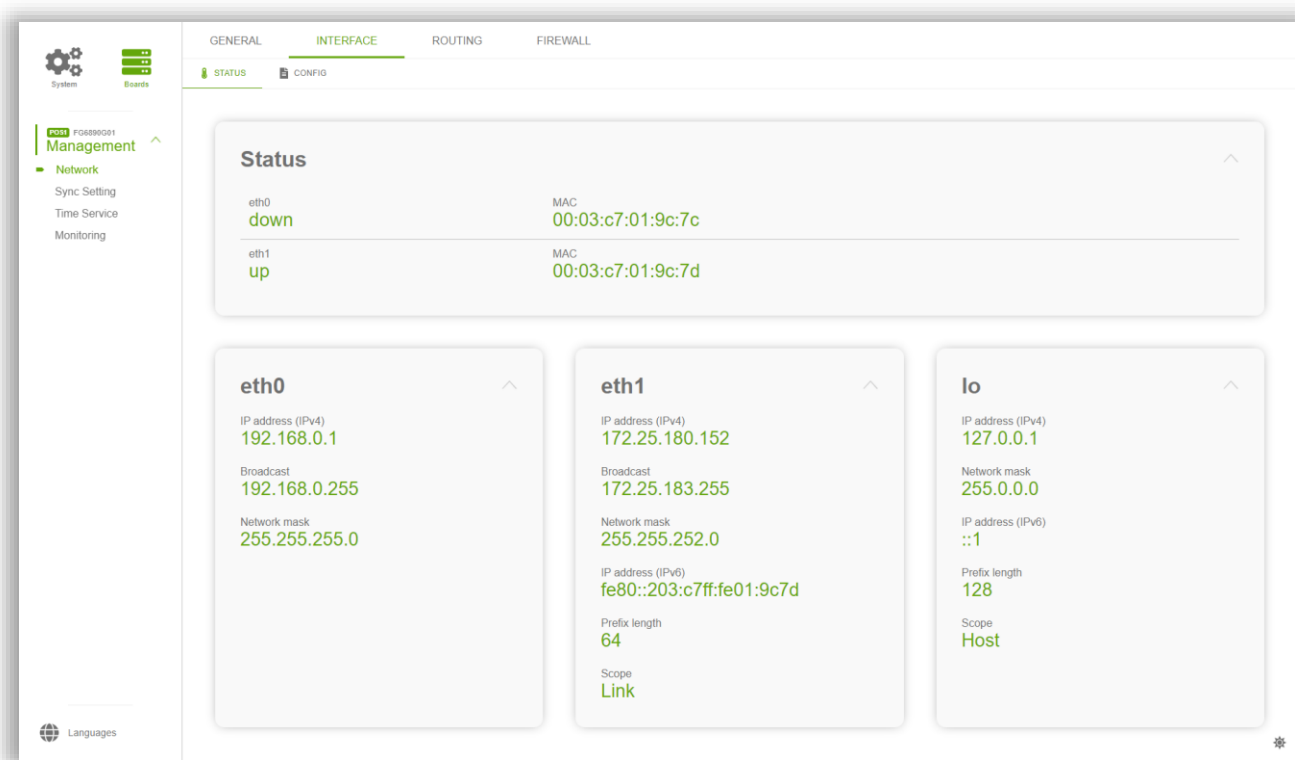 GENERAL INTERFACE ROUTING FIREWALL
System Boards
STATUS CONFIG
POS1 FG6890G01
Management
Network
Sync Setting
Time Service
Monitoring
Languages
Status
eth0 MAC
down 00:03:c7:01:9c:7c
eth1 MAC
up 00:03:c7:01:9c:7d
eth0
IP address (IPv4)
192.168.0.1
Broadcast
192.168.0.255
Network mask
255.255.255.0
eth1
IP address (IPv4)
172.25.180.152
Broadcast
172.25.183.255
Network mask
255.255.252.0
IP address (IPv6)
fe80::203:c7ff:fe01:9c7d
Prefix length
64
Scope
Link
lo
IP address (IPv4)
127.0.0.1
Network mask
255.0.0.0
IP address (IPv6)
::1
Prefix length
128
Scope
Host